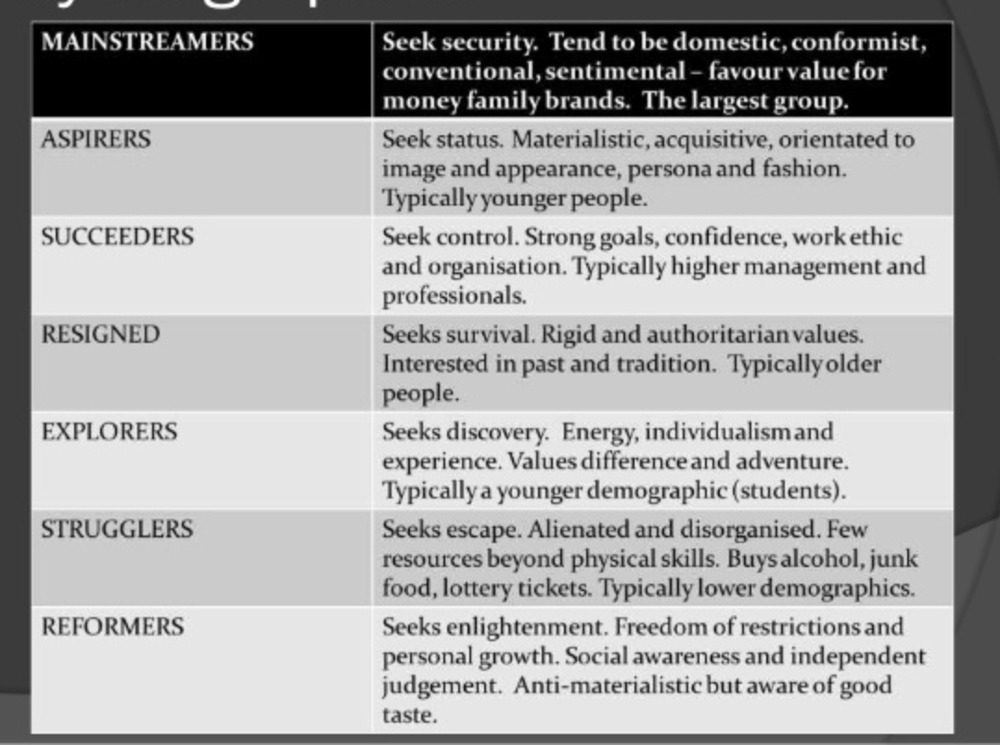 MAINSTREAMERS
Seek security. Tend to be domestic, conformist,
conventional, sentimental – favour value for
money family brands. The largest group.
ASPIRERS
Seek status. Materialistic, acquisitive, orientated to
image and appearance, persona and fashion.
Typically younger people.
SUCCEEDERS
Seek control. Strong goals, confidence, work ethic
and organisation. Typically higher management and
professionals.
RESIGNED
Seeks survival. Rigid and authoritarian values.
Interested in past and tradition. Typically older
people.
EXPLORERS
Seeks discovery. Energy, individualism and
experience. Values difference and adventure.
Typically a younger demographic (students).
STRUGGLERS
Seeks escape. Alienated and disorganised. Few
resources beyond physical skills. Buys alcohol, junk
food, lottery tickets. Typically lower demographics.
REFORMERS
Seeks enlightenment. Freedom of restrictions and
personal growth. Social awareness and independent
judgement. Anti-materialistic but aware of good
taste.